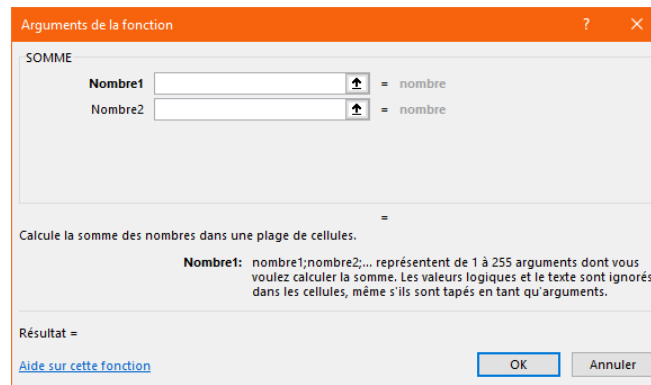 Arguments de la fonction ? ×
SOMME
Nombre1 = nombre
Nombre2 = nombre
=
Calcule la somme des nombres dans une plage de cellules.
Nombre1: nombre1;nombre2;... représentent de 1 à 255 arguments dont vous
voulez calculer la somme. Les valeurs logiques et le texte sont ignorés
dans les cellules, même s'ils sont tapés en tant qu'arguments.
Résultat =
Aide sur cette fonction OK Annuler